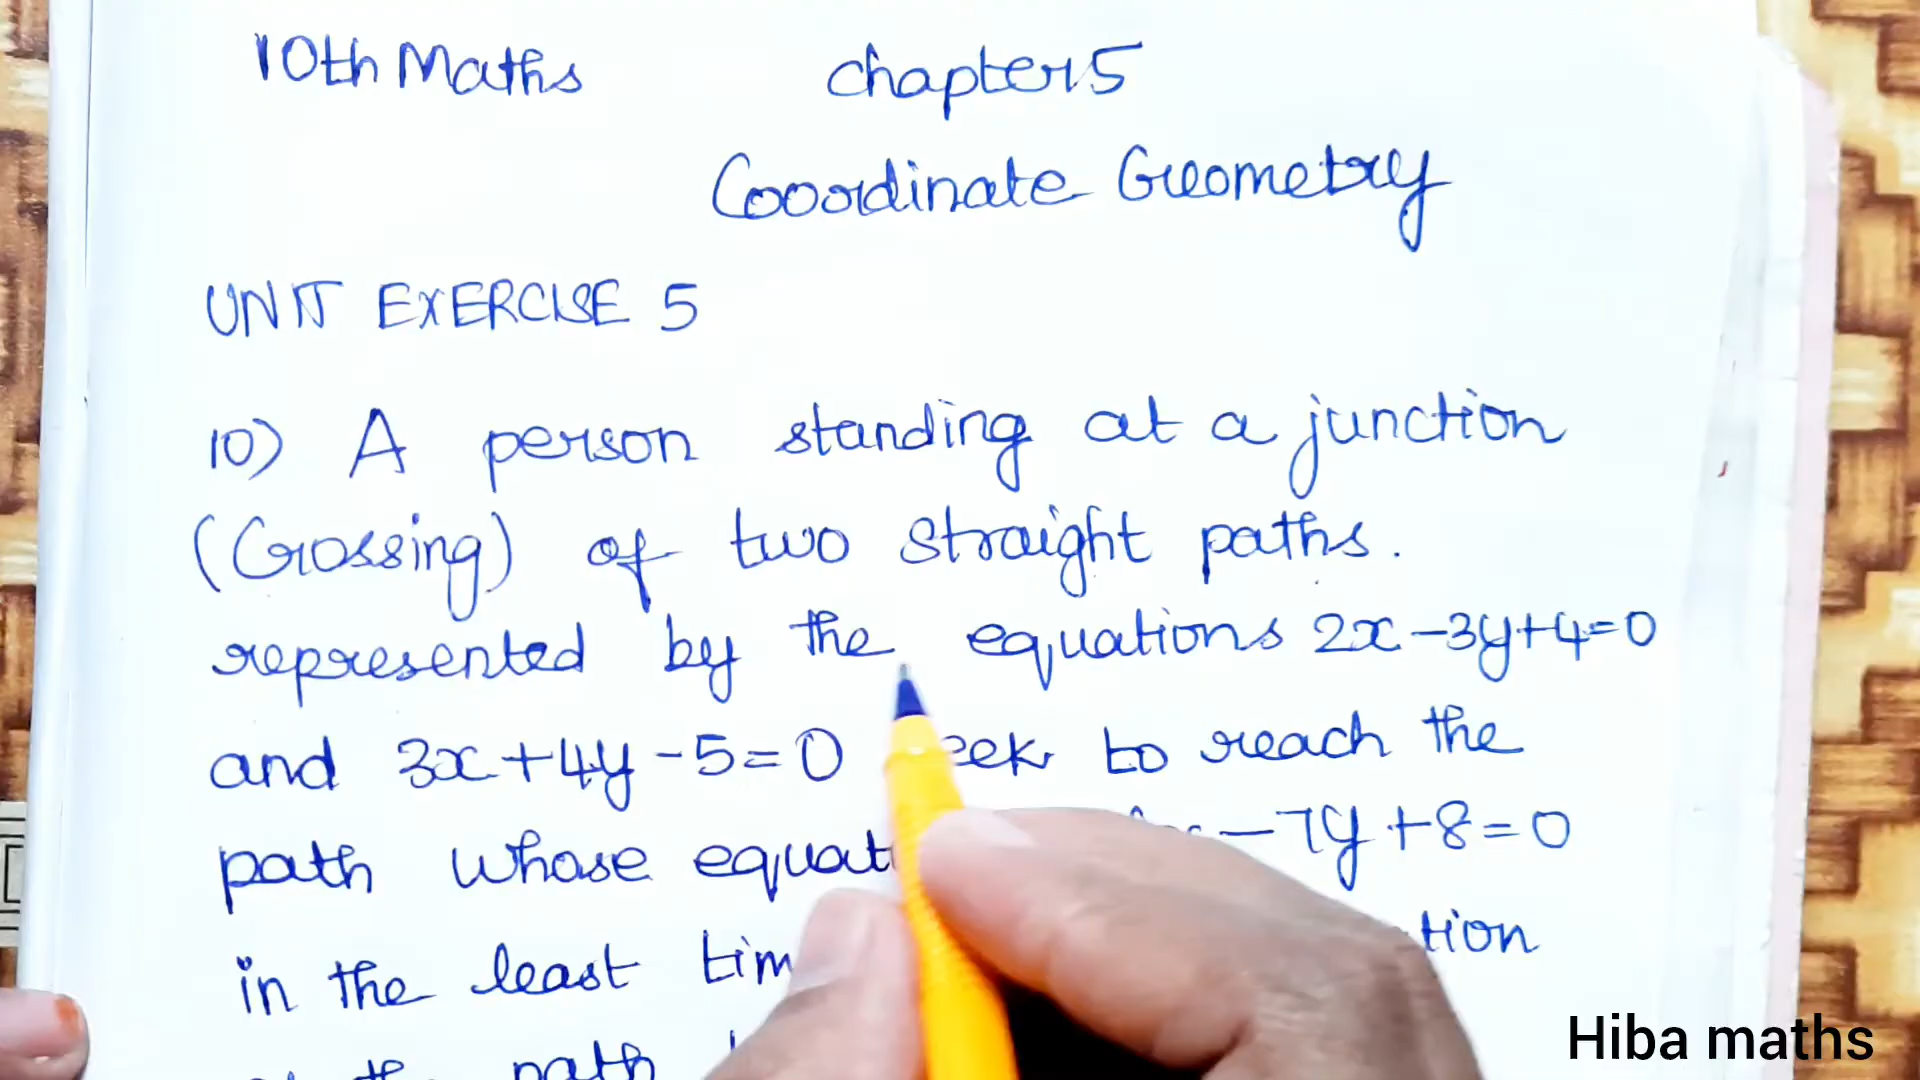 10th Maths chapter 5
Coordinate Geometry
UNIT EXERCISE 5
10) A person standing at a junction
(Crossing) of two straight paths.
represented by the equations 2x-3y+4=0
and 3x+4y-5=0 to reach the
path whose -7y+8=0
in the least
path
Hiba maths